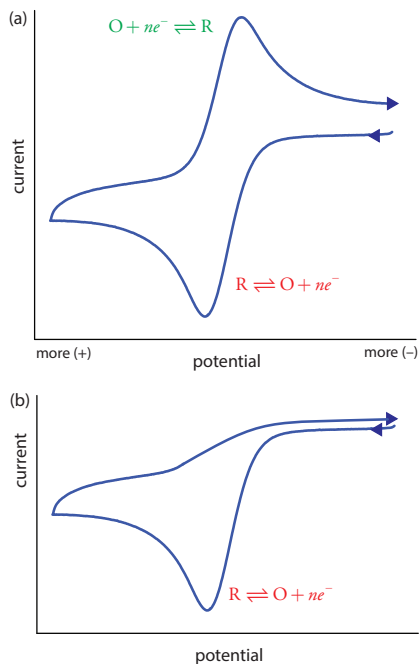 (a)
O + ne⁻ ⇌ R
current
R ⇌ O + ne⁻
more (+)
potential
more (–)
(b)
current
R ⇌ O + ne⁻
potential